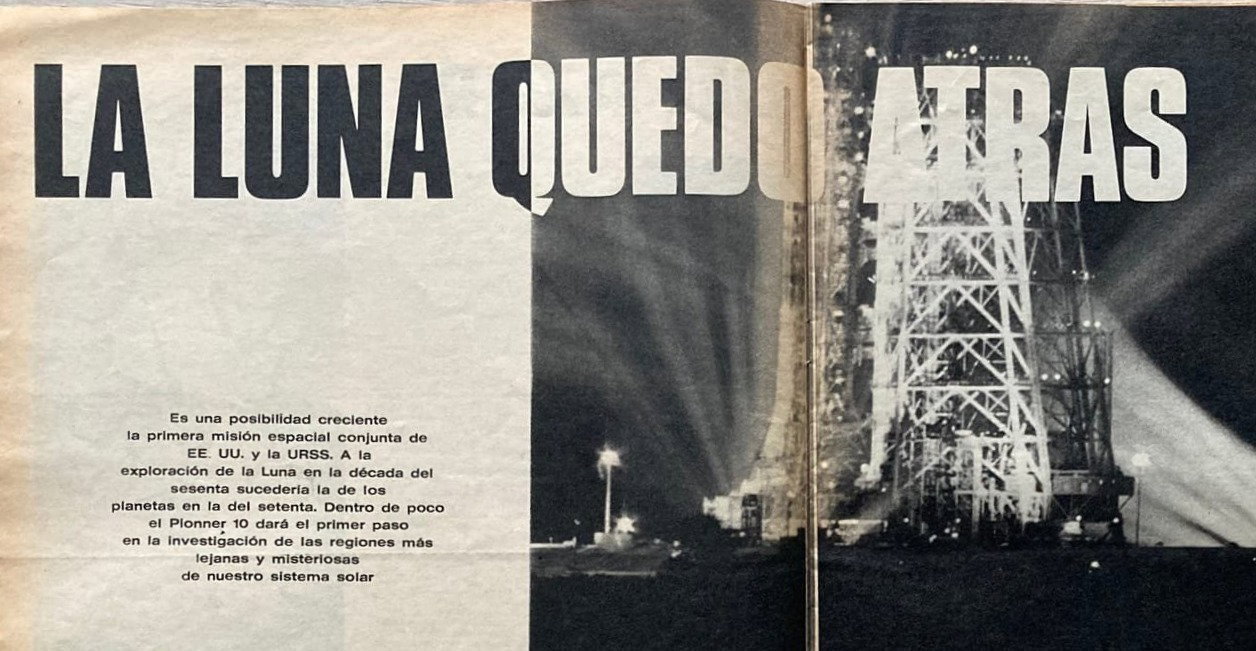 LA LUNA QUEDO ATRAS
Es una posibilidad creciente
la primera misión espacial conjunta de
EE. UU. y la URSS. A la
exploración de la Luna en la década del
sesenta sucedería la de los
planetas en la del setenta. Dentro de poco
el Plonner 10 dará el primer paso
en la investigación de las regiones más
lejanas y misteriosas
de nuestro sistema solar